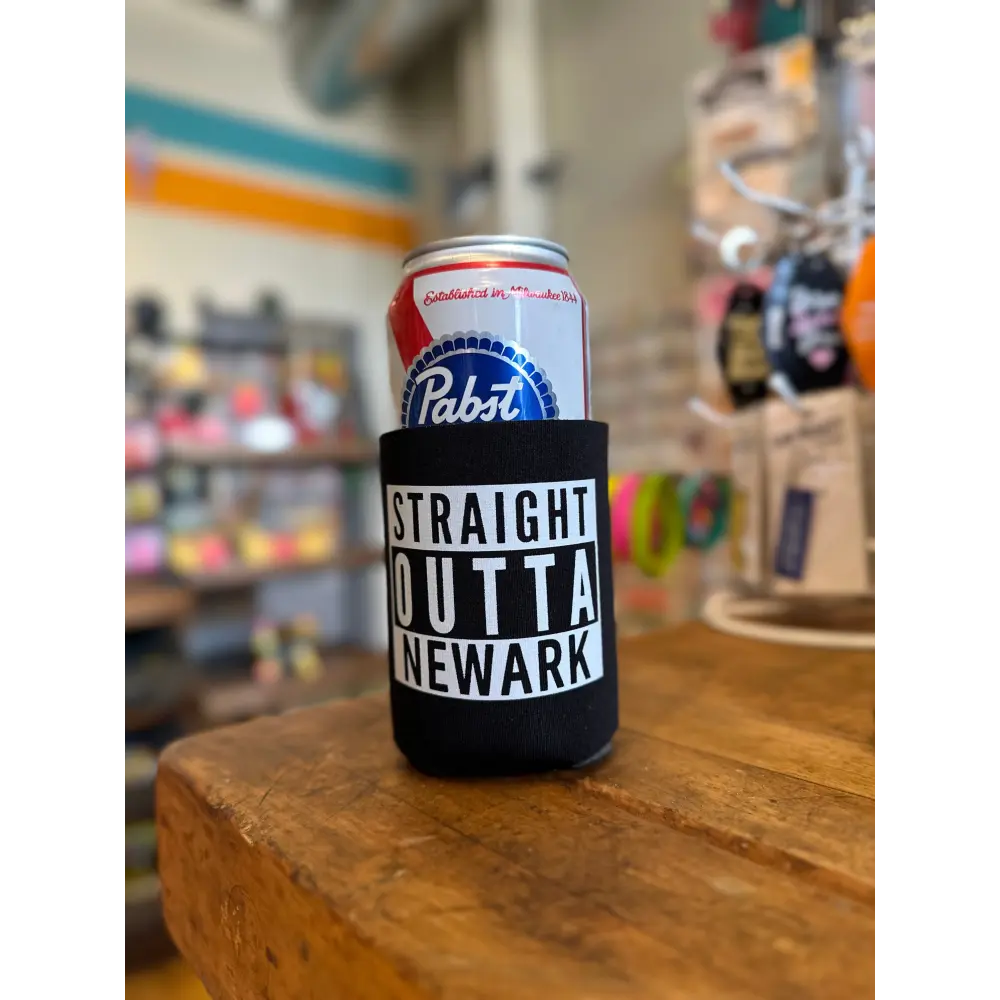 Established in Milwaukee 1844
Pabst
STRAIGHT
OUTTA
NEWARK